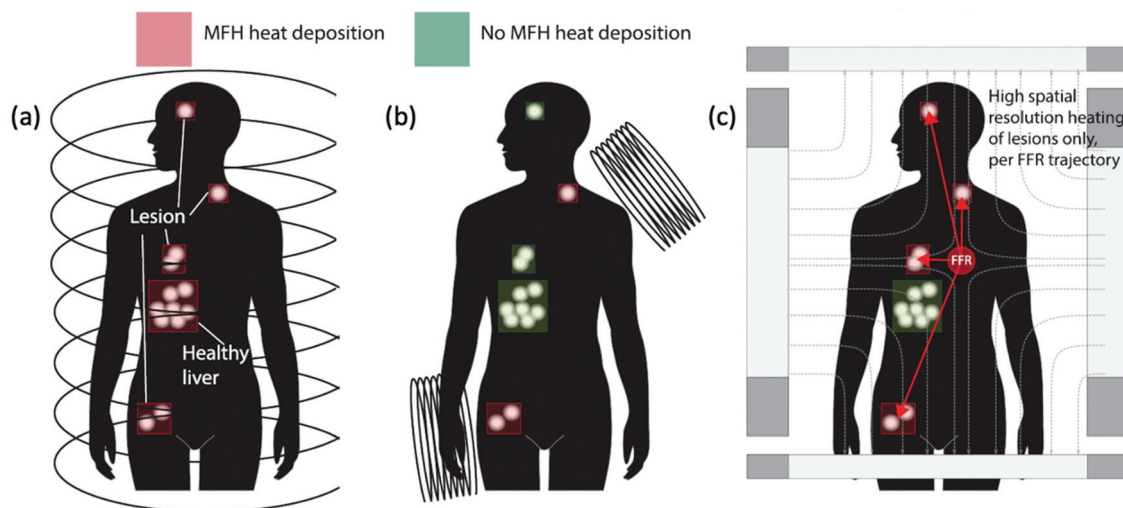 MFH heat deposition
No MFH heat deposition
(a)
Lesion
Healthy
liver
(b)
(c)
High spatial
resolution heating
of lesions only,
per FFR trajectory
FFR